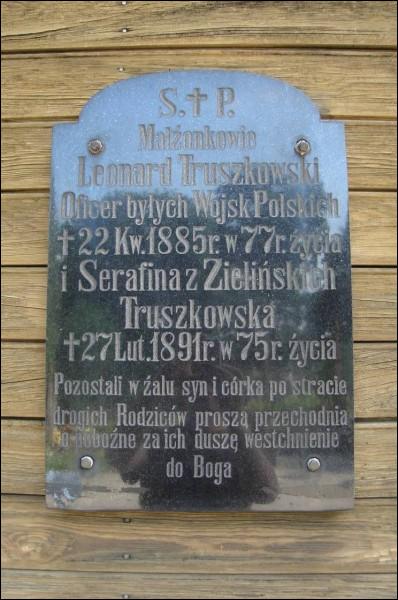 S. † P.
Małżonkowie
Leonard Truszkowski
Oficer byłych Wojsk Polskich
† 22 Kw. 1885 r. w 77 r. życia
i Serafina z Zielińskich
Truszkowska
† 27 Lut. 1891 r. w 75 r. życia
Pozostali w żalu syn i córka po stracie
drogich Rodziców proszą przechodnia
o pobożne za ich duszę westchnienie
do Boga